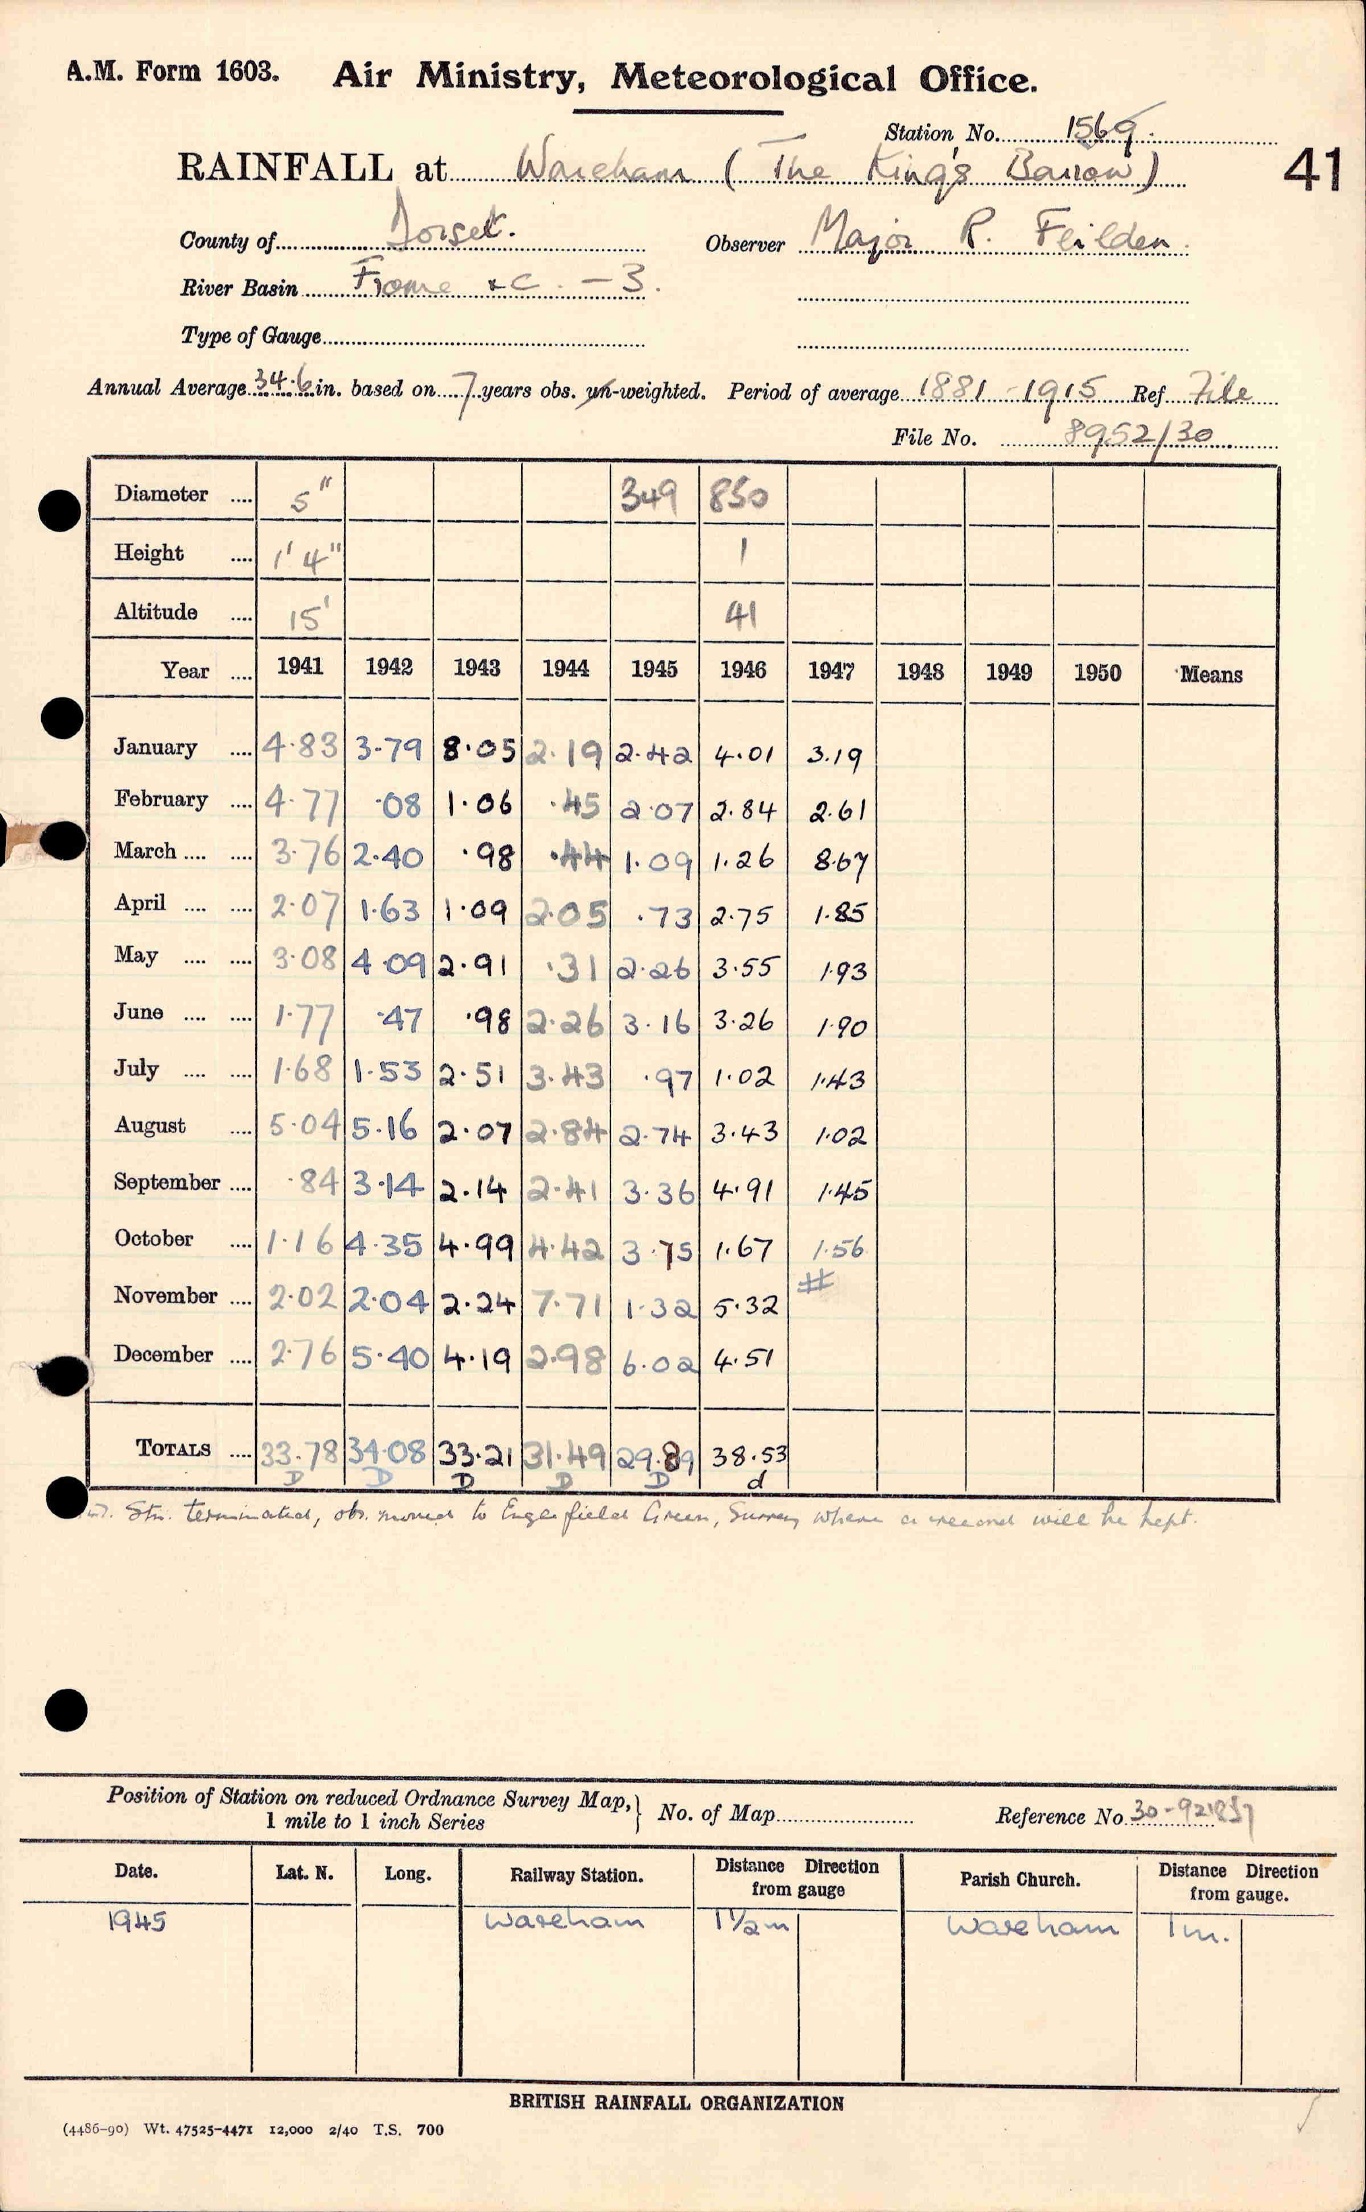 A.M. Form 1603. Air Ministry, Meteorological Office.
Station No. 1569.
41
RAINFALL at Wareham (The King's Barrow)
County of Dorset. Observer Major R. Feilden.
River Basin Frome &c. - 3.
Type of Gauge
Annual Average 34.6 in. based on 7 years obs. un-weighted. Period of average 1881-1915 Ref File
File No. 8952/30
Diameter .... 5" 349 850
Height .... 1' 4" 1
Altitude .... 15' 41
Year .... 1941 1942 1943 1944 1945 1946 1947 1948 1949 1950 Means
January .... 4.83 3.79 8.05 2.19 2.42 4.01 3.19
February .... 4.77 .08 1.06 .45 2.07 2.84 2.61
March .... .... 3.76 2.40 .98 .44 1.09 1.26 8.67
April .... .... 2.07 1.63 1.09 2.05 .73 2.75 1.85
May .... .... 3.08 4.09 2.91 .31 2.26 3.55 1.93
June .... .... 1.77 .47 .98 2.26 3.16 3.26 1.90
July .... .... 1.68 1.53 2.51 3.43 .97 1.02 1.43
August .... 5.04 5.16 2.07 2.84 2.74 3.43 1.02
September .... .84 3.14 2.14 2.41 3.36 4.91 1.45
October .... 1.16 4.35 4.99 4.42 3.75 1.67 1.56
#
November .... 2.02 2.04 2.24 7.71 1.32 5.32
December .... 2.76 5.40 4.19 2.98 6.02 4.51
TOTALS .... 33.78 34.08 33.21 31.49 29.89 38.53
D D D D D d
Stn. terminated, obs. moved to Englefield Green, Surrey where a record will be kept.
Position of Station on reduced Ordnance Survey Map,} No. of Map Reference No. 30-921857
1 mile to 1 inch Series
Date. Lat. N. Long. Railway Station. Distance Direction from gauge Parish Church. Distance Direction from gauge.
1945 Wareham 1½m Wareham 1m.
BRITISH RAINFALL ORGANIZATION
(4486-90) Wt. 47525-4471 12,000 2/40 T.S. 700